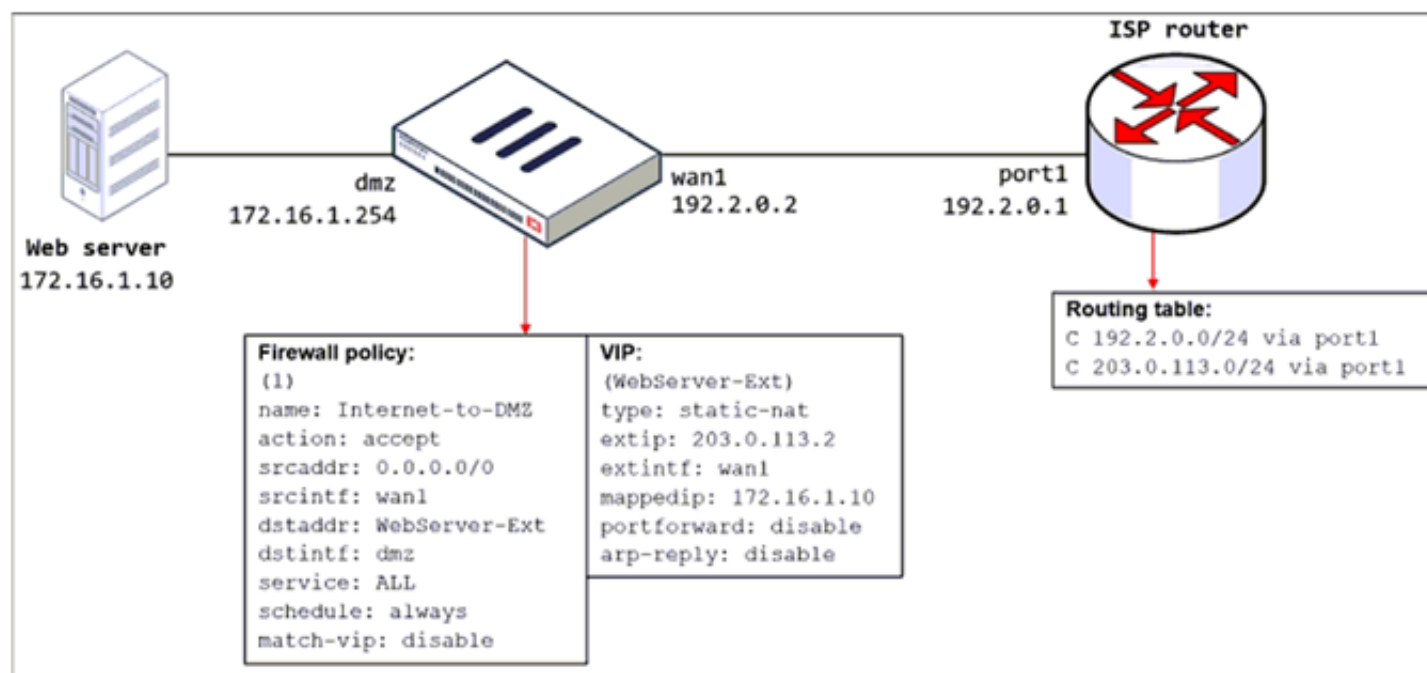 ISP router
dmz
172.16.1.254
wan1
192.2.0.2
port1
192.2.0.1
Web server
172.16.1.10
Routing table:
C 192.2.0.0/24 via port1
C 203.0.113.0/24 via port1
Firewall policy:
(1)
name: Internet-to-DMZ
action: accept
srcaddr: 0.0.0.0/0
srcintf: wan1
dstaddr: WebServer-Ext
dstintf: dmz
service: ALL
schedule: always
match-vip: disable
VIP:
(WebServer-Ext)
type: static-nat
extip: 203.0.113.2
extintf: wan1
mappedip: 172.16.1.10
portforward: disable
arp-reply: disable